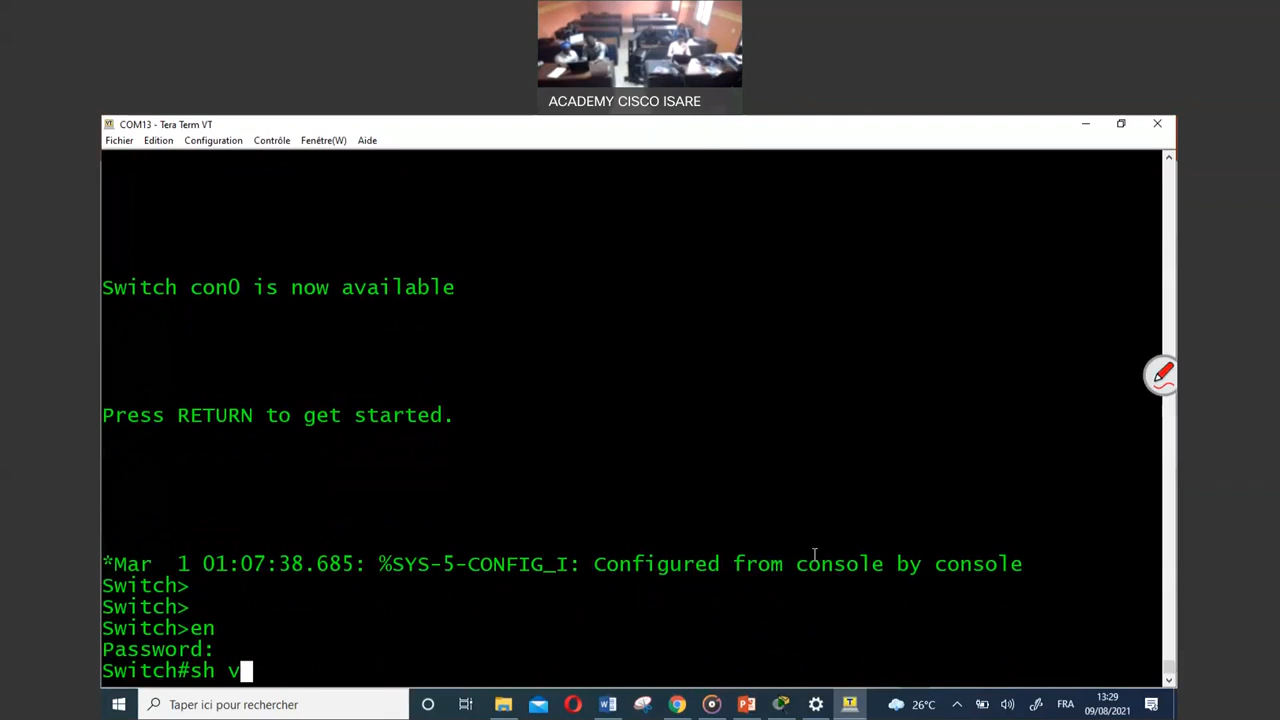 ACADEMY CISCO ISARE
COM13 - Tera Term VT
Fichier Edition Configuration Contrôle Fenêtre(W) Aide
Switch con0 is now available
Press RETURN to get started.
*Mar  1 01:07:38.685: %SYS-5-CONFIG_I: Configured from console by console
Switch>
Switch>
Switch>en
Password:
Switch#sh v
Taper ici pour rechercher
26°C
FRA
13:29
09/08/2021